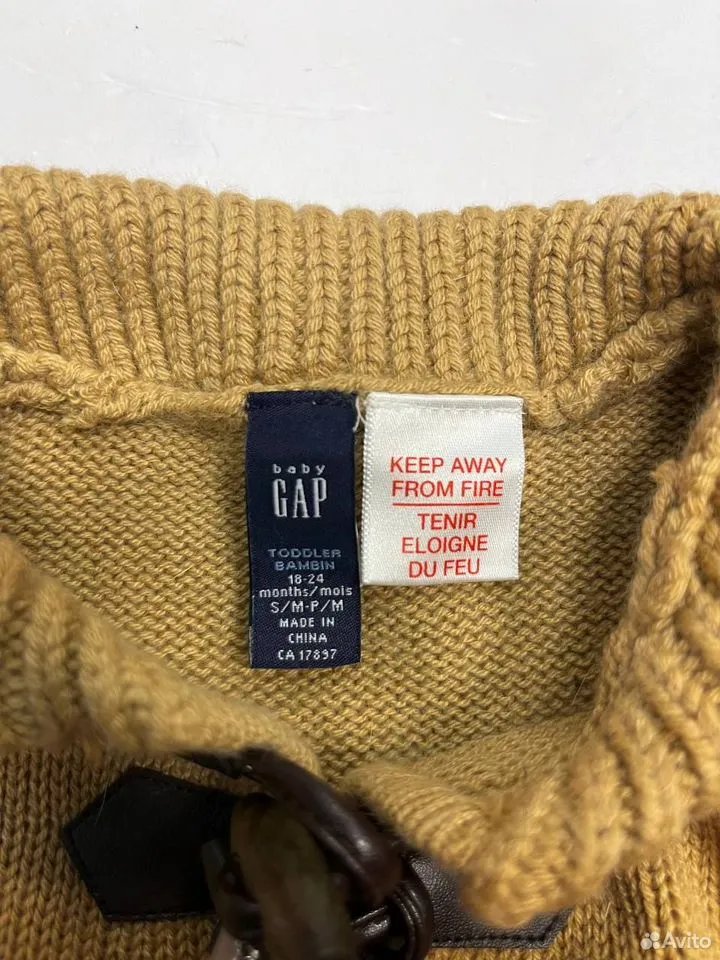 baby
GAP
TODDLER
BAMBIN
18-24
months/mois
S/M-P/M
MADE IN
CHINA
CA 17897
KEEP AWAY
FROM FIRE
TENIR
ELOIGNE
DU FEU
Avito